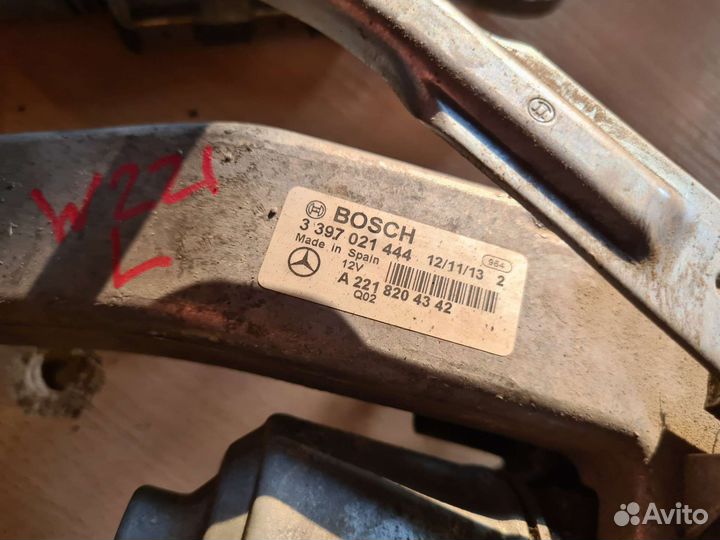 W221
L
BOSCH
3 397 021 444 12/11/13 2
984
Made in Spain
12V
A 221 820 43 42
Q02
Avito